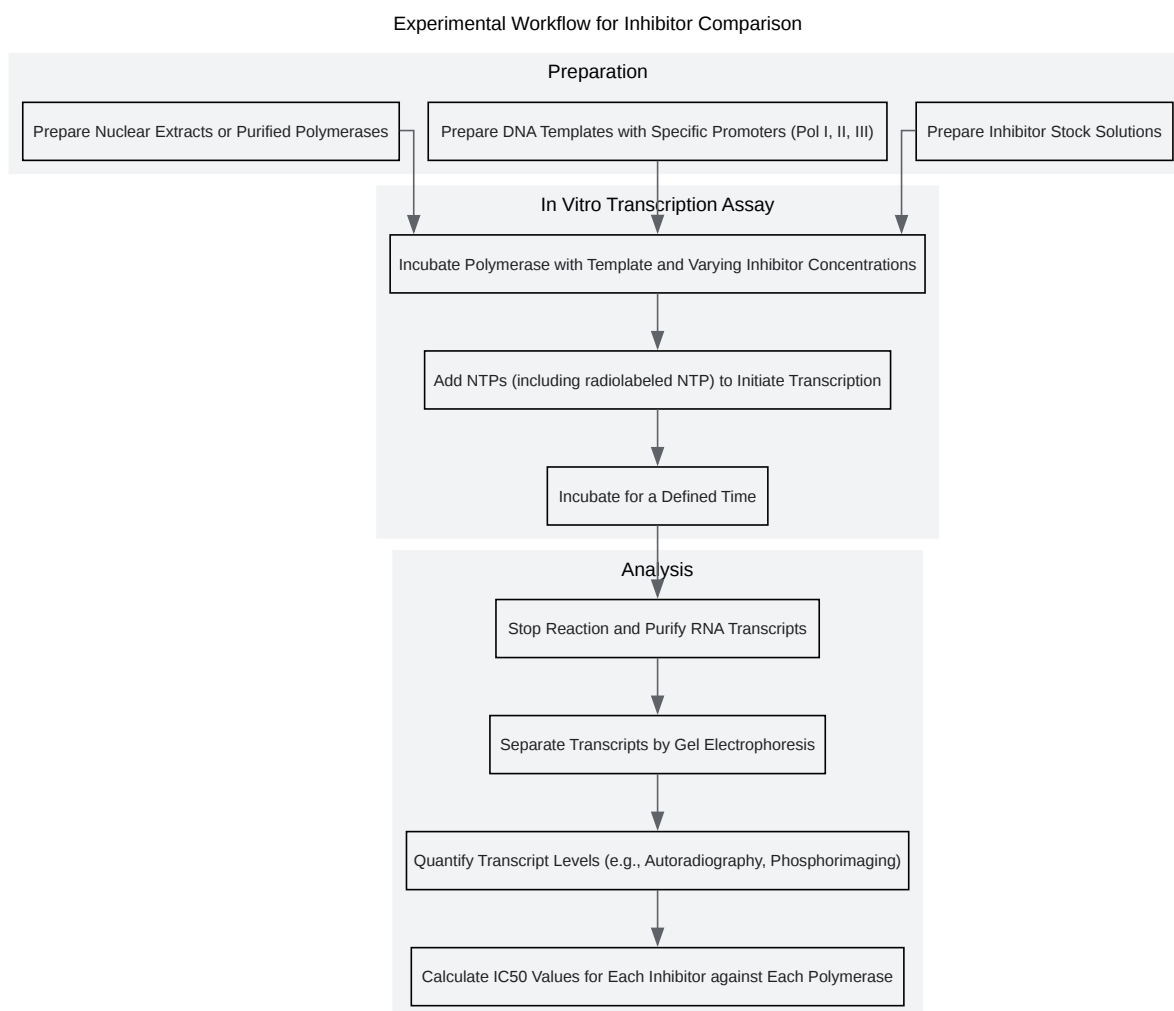 Experimental Workflow for Inhibitor Comparison
Preparation
Prepare Nuclear Extracts or Purified Polymerases
Prepare DNA Templates with Specific Promoters (Pol I, II, III)
Prepare Inhibitor Stock Solutions
In Vitro Transcription Assay
Incubate Polymerase with Template and Varying Inhibitor Concentrations
Add NTPs (including radiolabeled NTP) to Initiate Transcription
Incubate for a Defined Time
Analysis
Stop Reaction and Purify RNA Transcripts
Separate Transcripts by Gel Electrophoresis
Quantify Transcript Levels (e.g., Autoradiography, Phosphorimaging)
Calculate IC50 Values for Each Inhibitor against Each Polymerase